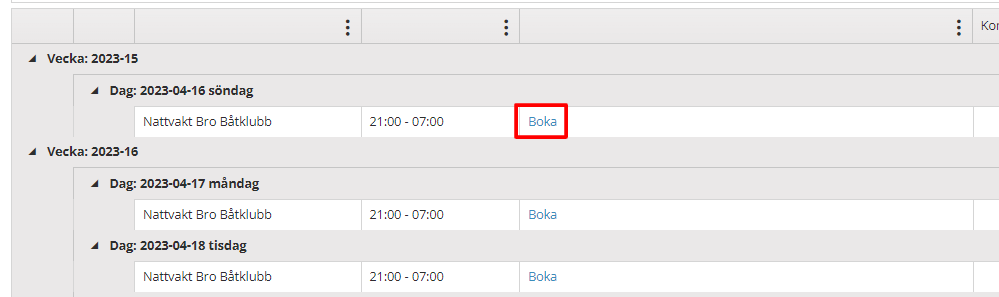 Kor
Vecka: 2023-15
Dag: 2023-04-16 söndag
Nattvakt Bro Båtklubb 21:00 - 07:00 Boka
Vecka: 2023-16
Dag: 2023-04-17 måndag
Nattvakt Bro Båtklubb 21:00 - 07:00 Boka
Dag: 2023-04-18 tisdag
Nattvakt Bro Båtklubb 21:00 - 07:00 Boka